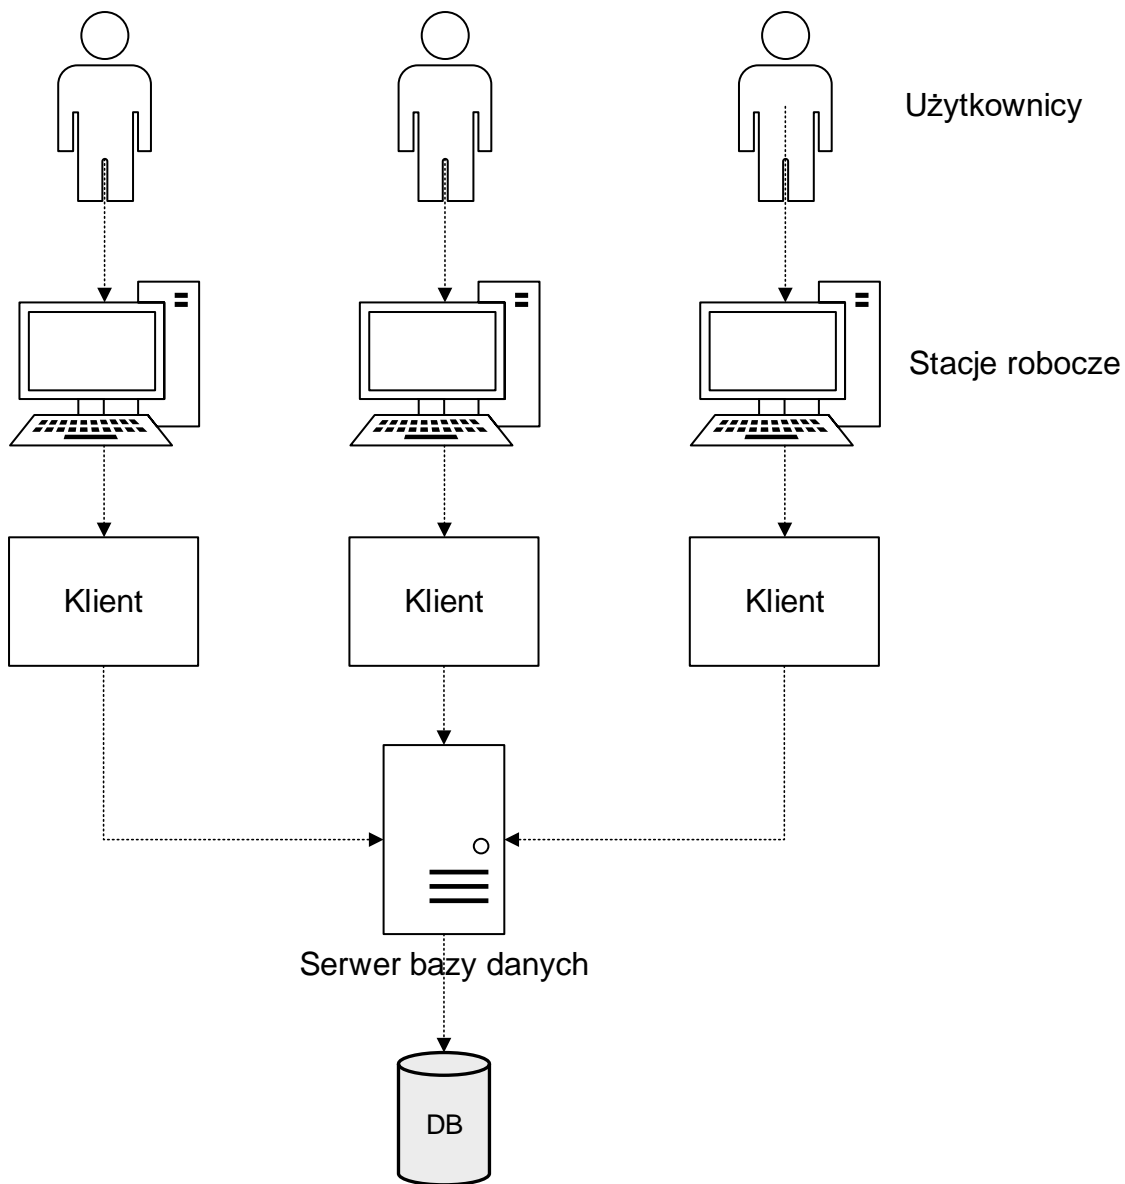 Użytkownicy
Stacje robocze
Klient
Klient
Klient
Serwer bazy danych
DB